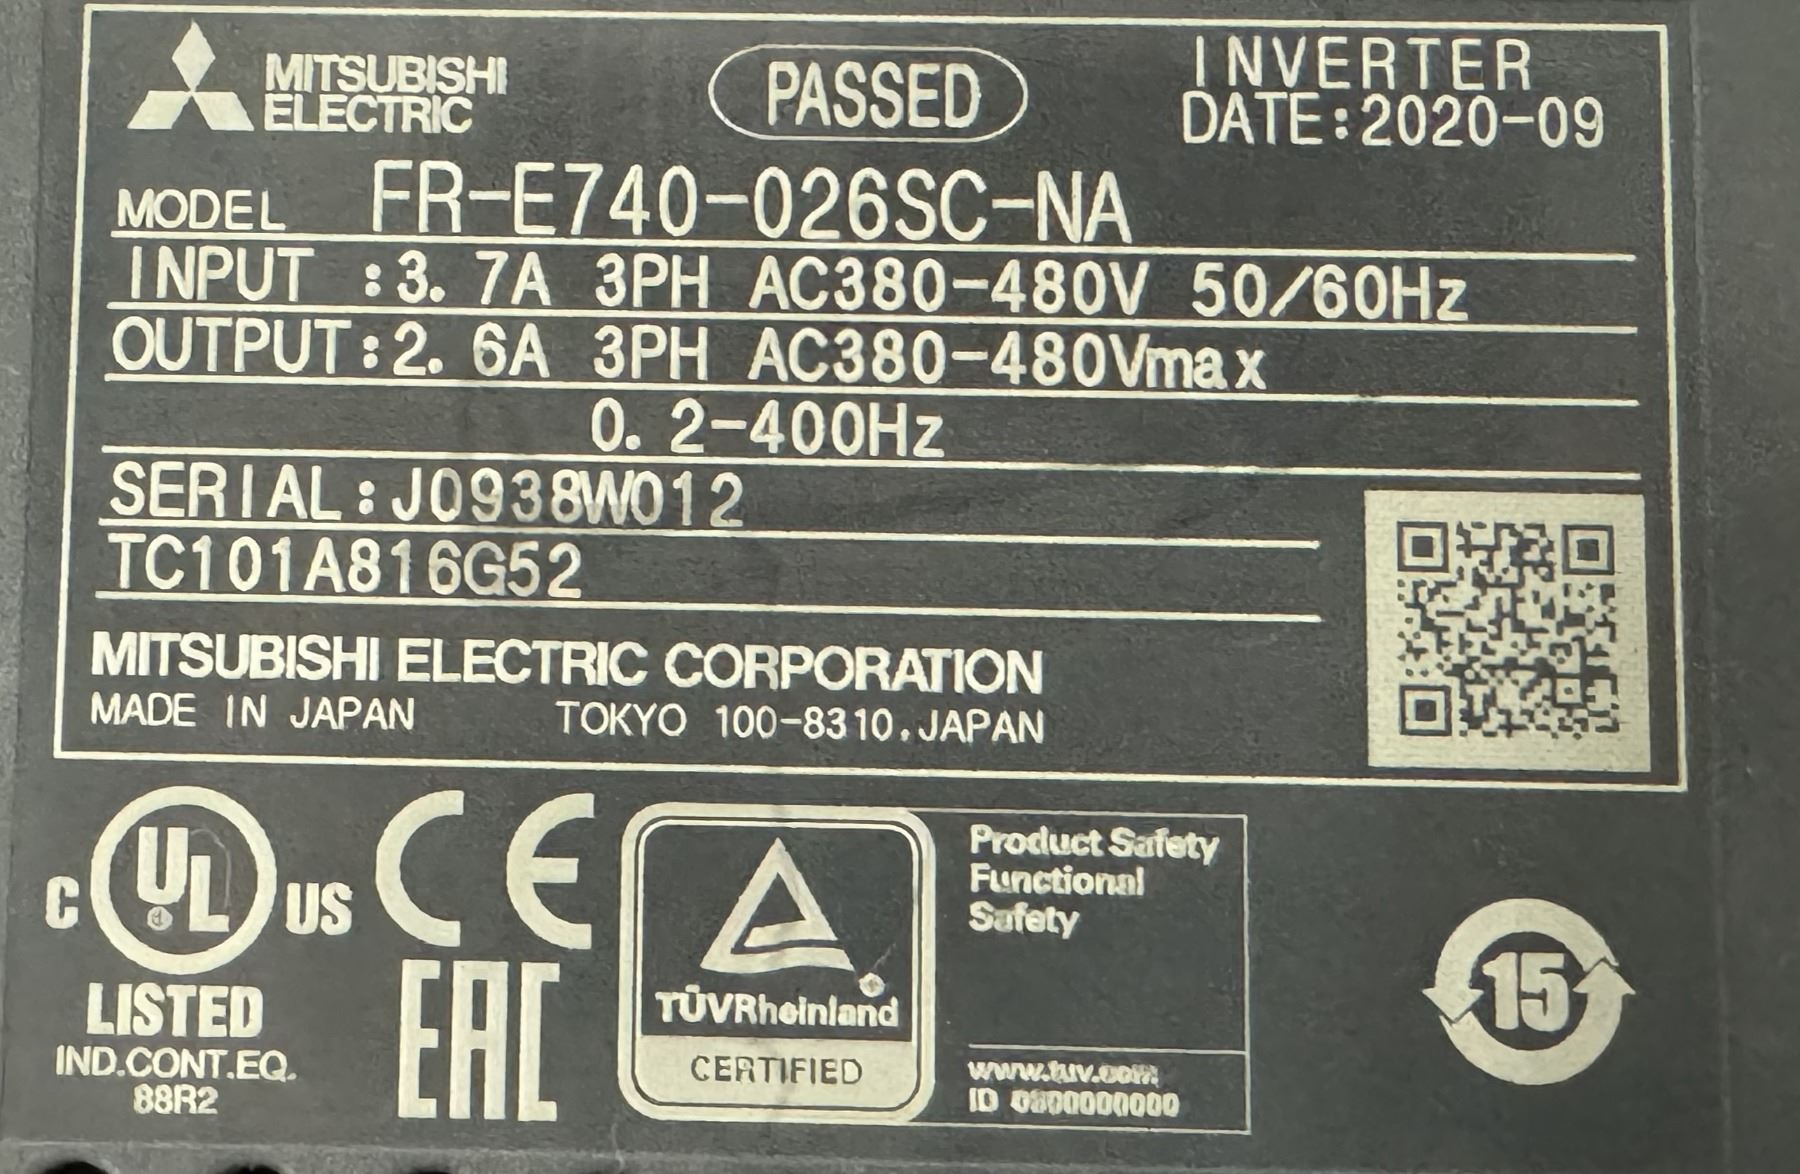 MITSUBISHI
ELECTRIC
PASSED
INVERTER
DATE:2020-09
MODEL FR-E740-026SC-NA
INPUT :3.7A 3PH AC380-480V 50/60Hz
OUTPUT:2.6A 3PH AC380-480Vmax
0.2-400Hz
SERIAL:J0938W012
TC101A816G52
MITSUBISHI ELECTRIC CORPORATION
MADE IN JAPAN TOKYO 100-8310,JAPAN
C UL US
LISTED
IND.CONT.EQ.
88R2
CE
EAC
TÜVRheinland
CERTIFIED
Product Safety
Functional
Safety
www.tuv.com
ID
15